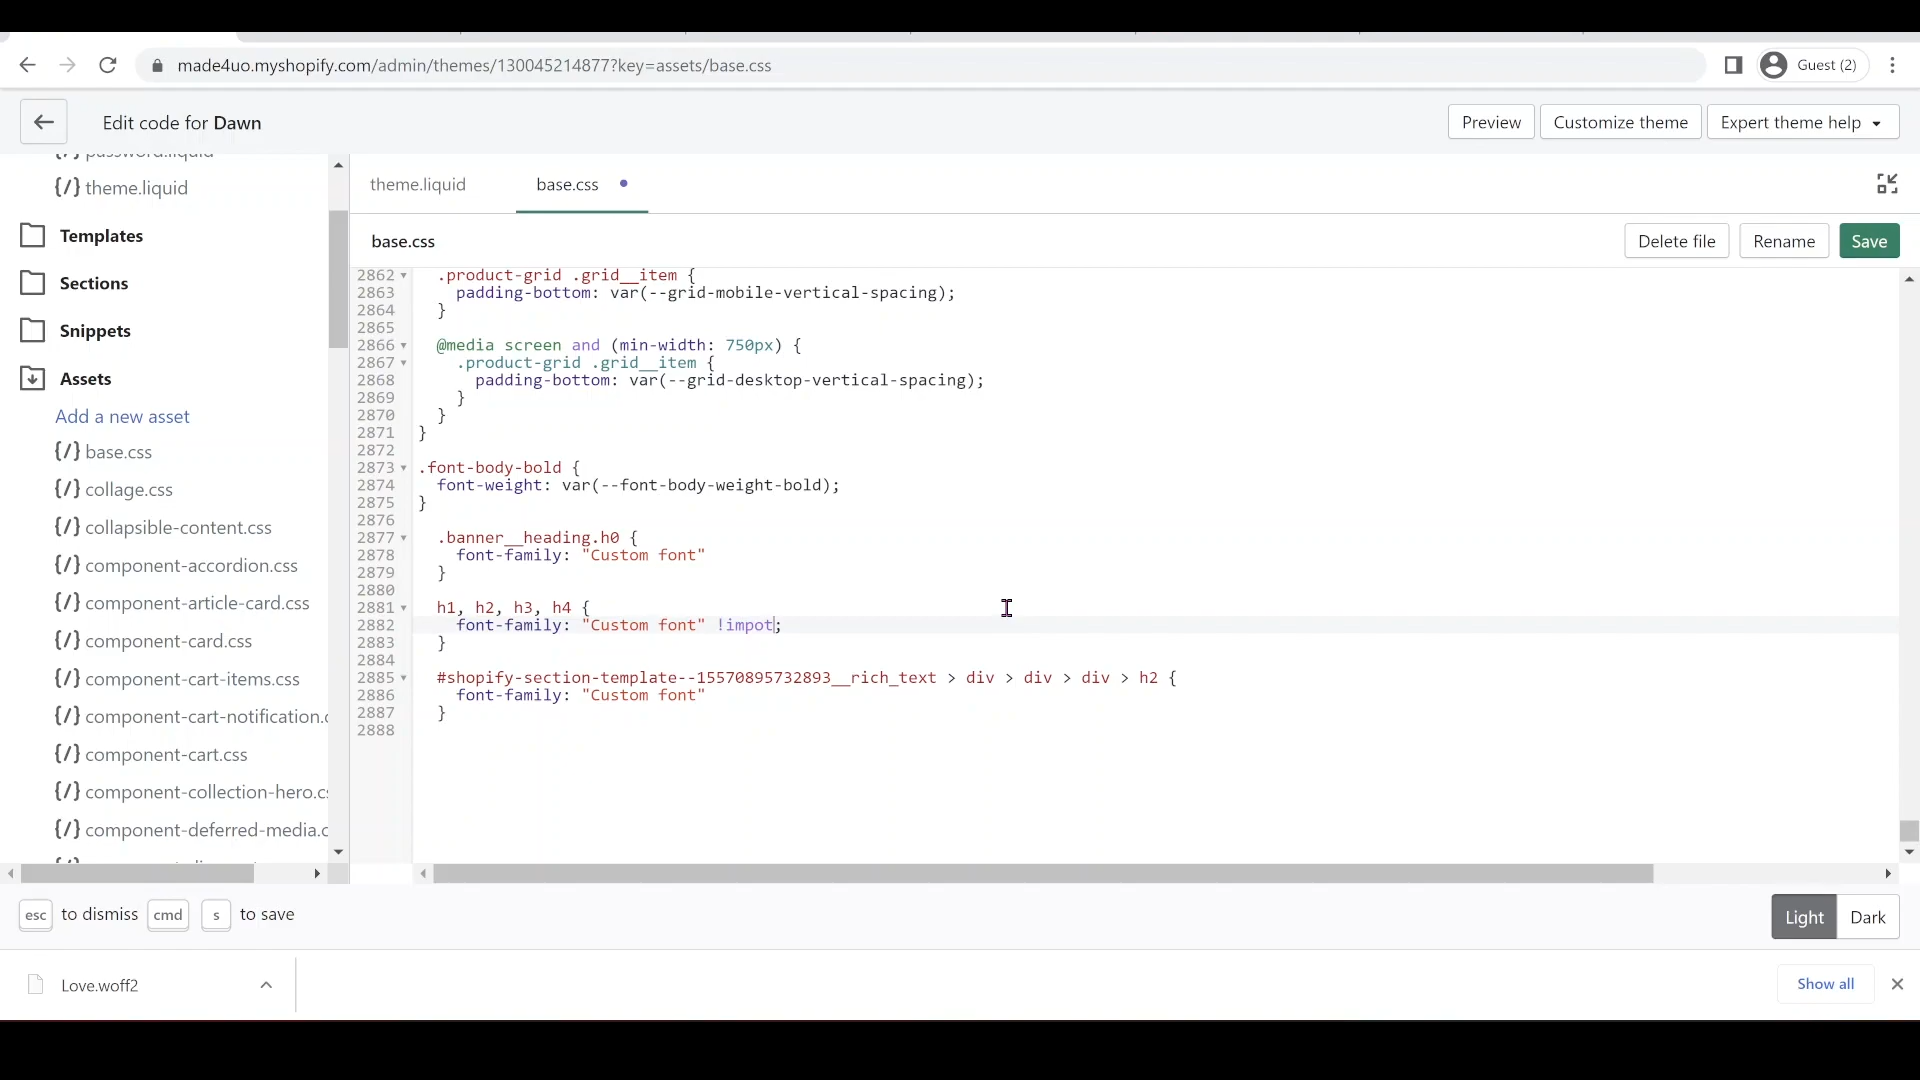 made4uo.myshopify.com/admin/themes/130045214877?key=assets/base.css
Guest (2)
Edit code for Dawn
Preview
Customize theme
Expert theme help
password.liquid
{/} theme.liquid
Templates
Sections
Snippets
Assets
Add a new asset
{/} base.css
{/} collage.css
{/} collapsible-content.css
{/} component-accordion.css
{/} component-article-card.css
{/} component-card.css
{/} component-cart-items.css
{/} component-cart-notification.c
{/} component-cart.css
{/} component-collection-hero.cs
{/} component-deferred-media.c
theme.liquid
base.css
base.css
Delete file
Rename
Save
2862 .product-grid .grid__item {
2863 padding-bottom: var(--grid-mobile-vertical-spacing);
2864 }
2865
2866 @media screen and (min-width: 750px) {
2867 .product-grid .grid__item {
2868 padding-bottom: var(--grid-desktop-vertical-spacing);
2869 }
2870 }
2871 }
2872
2873 .font-body-bold {
2874 font-weight: var(--font-body-weight-bold);
2875 }
2876
2877 .banner__heading.h0 {
2878 font-family: "Custom font"
2879 }
2880
2881 h1, h2, h3, h4 {
2882 font-family: "Custom font" !impot;
2883 }
2884
2885 #shopify-section-template--15570895732893__rich_text > div > div > div > h2 {
2886 font-family: "Custom font"
2887 }
2888
esc to dismiss cmd s to save
Light
Dark
Love.woff2
Show all